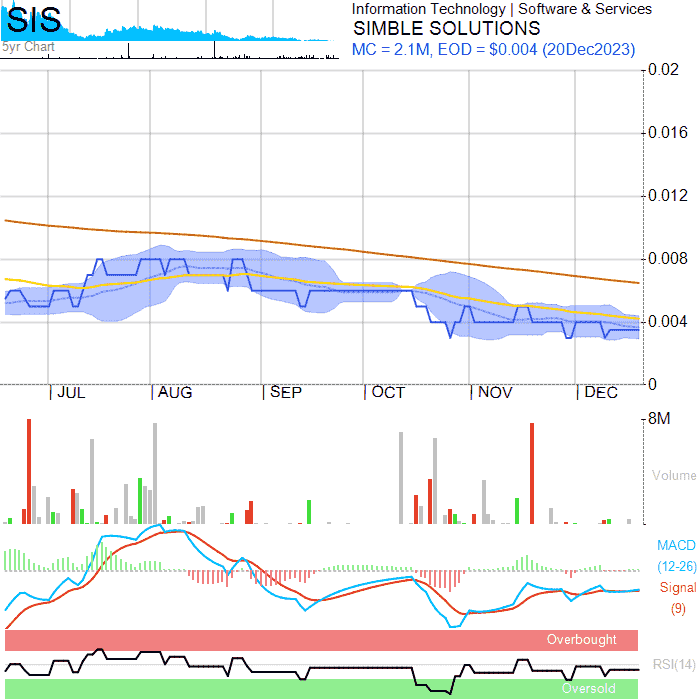 SIS
Information Technology | Software & Services
SIMBLE SOLUTIONS
5yr Chart
MC = 2.1M, EOD = $0.004 (20Dec2023)
0.02
0.016
0.012
0.008
0.004
0
JUL AUG SEP OCT NOV DEC
8M
Volume
MACD
(12-26)
Signal
(9)
Overbought
RSI(14)
Oversold